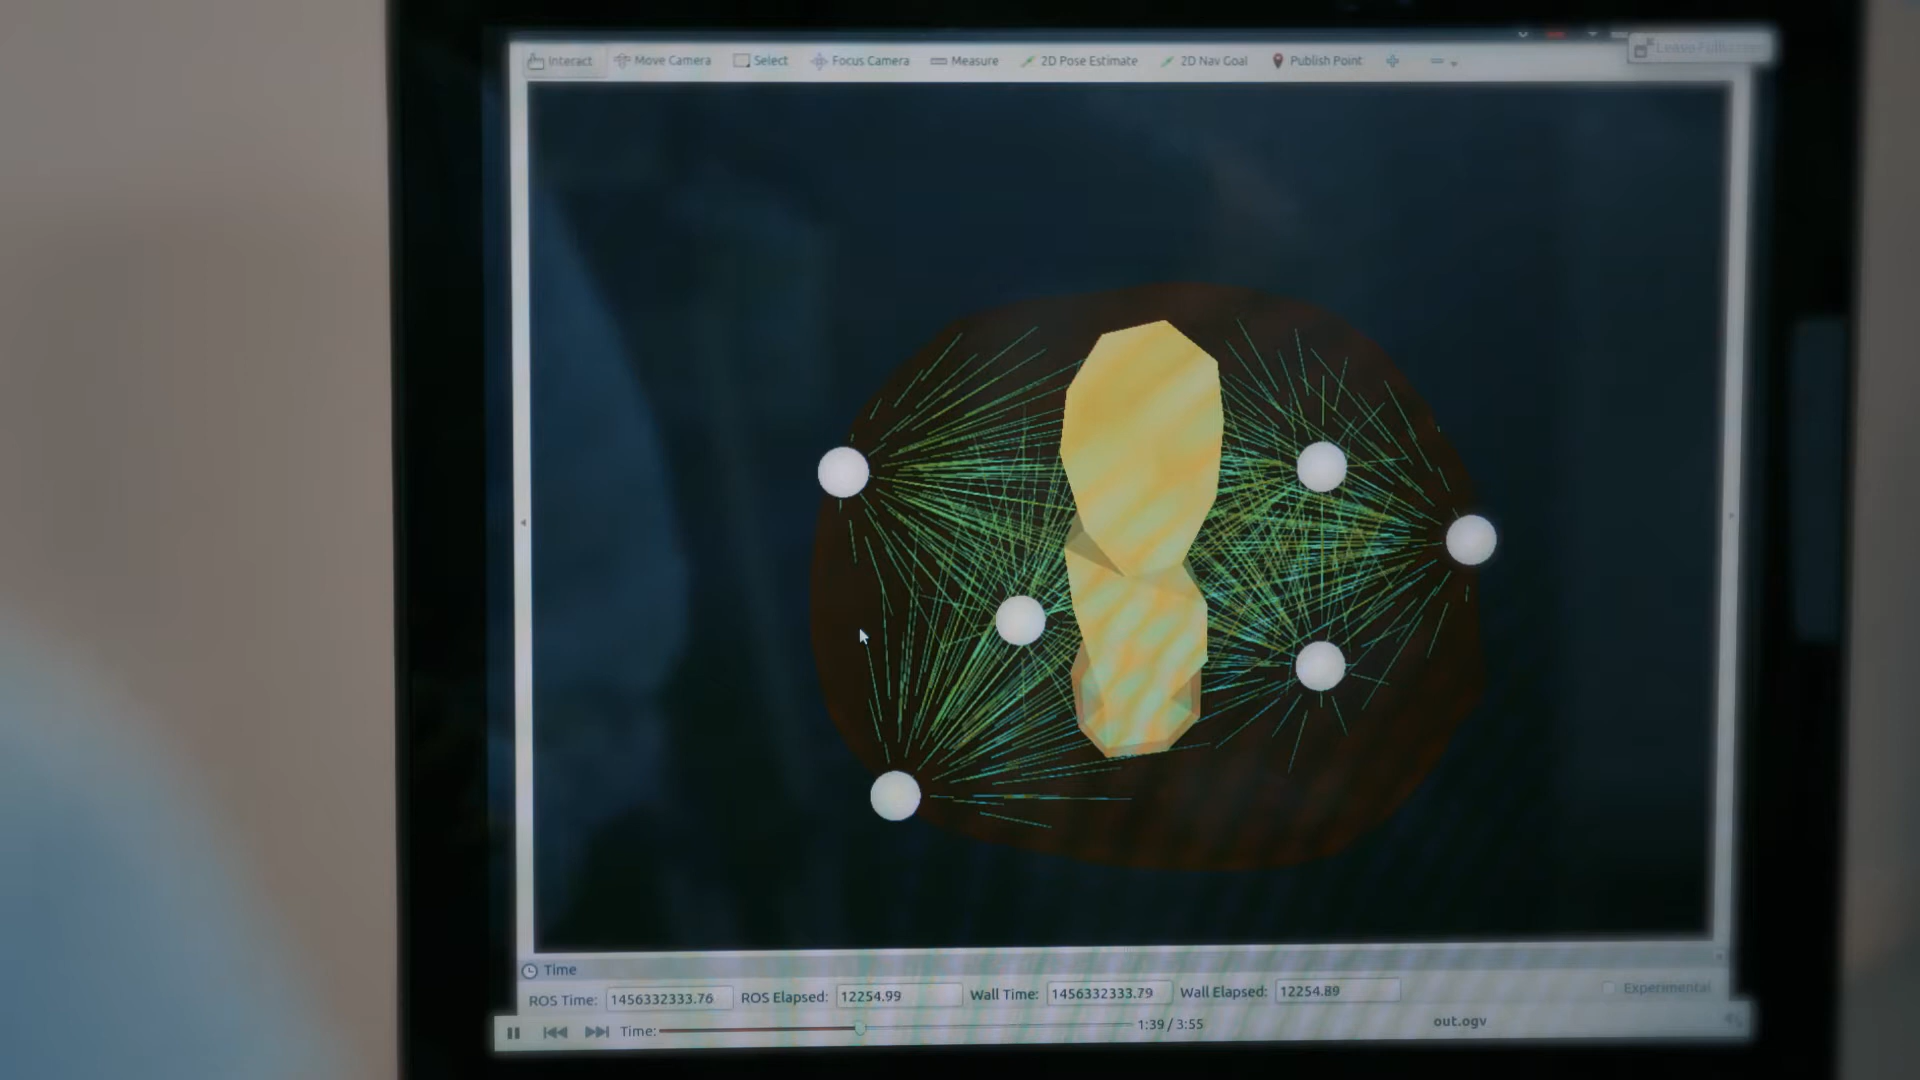 Interact Move Camera Select Focus Camera Measure 2D Pose Estimate 2D Nav Goal Publish Point
Leave Fullscreen
Time
ROS Time: 1456332333.76 ROS Elapsed: 12254.99 Wall Time: 1456332333.79 Wall Elapsed: 12254.89 Experimental
Time: 1:39 / 3:55 out.ogv